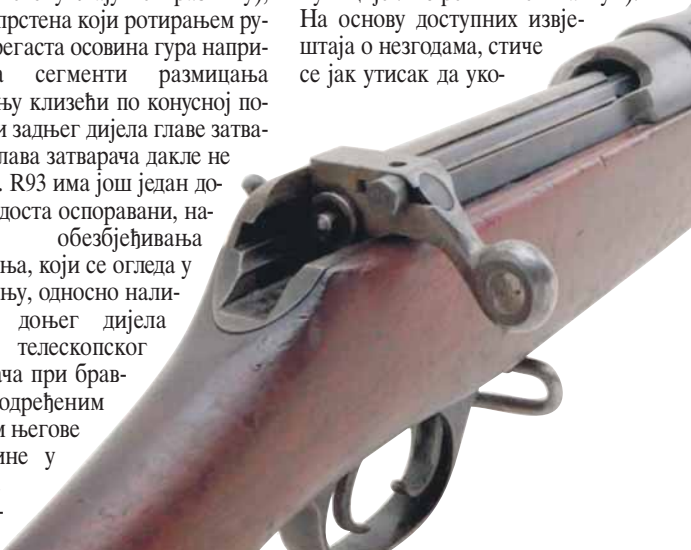 прстена који ротирањем ру-
регаста осовина гура напри-
а сегменти размицања
њу клизећи по конусној по-
и задњег дијела главе затва-
лава затварача дакле не
. R93 има још један до-
доста оспоравани, на-
обезбјеђивања
ња, који се огледа у
њу, односно нали-
доњег дијела
телескопског
ача при брав-
одређеним
м његове
ине у
-
На основу доступних извје-
штаја о незгодама, стиче
се јак утисак да уко-